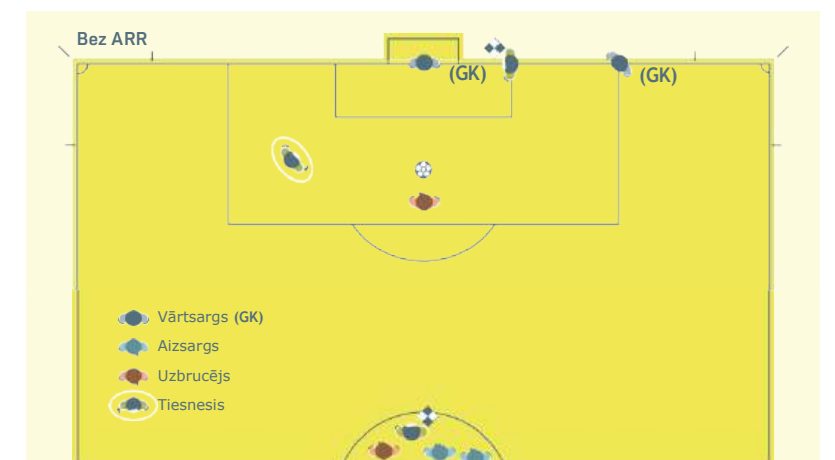 Bez ARR
(GK)
(GK)
Vārtsargs (GK)
Aizsargs
Uzbrucējs
Tiesnesis